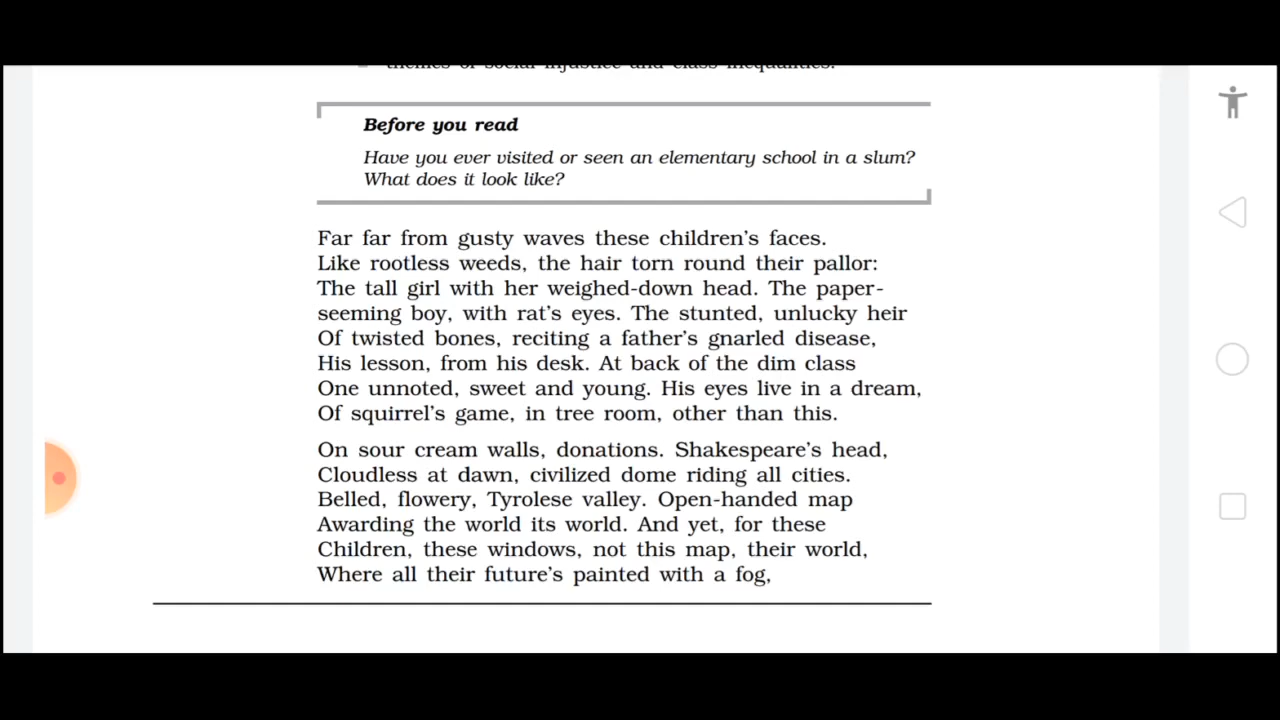 themes of social injustice and class inequalities.
Before you read
Have you ever visited or seen an elementary school in a slum?
What does it look like?
Far far from gusty waves these children's faces.
Like rootless weeds, the hair torn round their pallor:
The tall girl with her weighed-down head. The paper-
seeming boy, with rat's eyes. The stunted, unlucky heir
Of twisted bones, reciting a father's gnarled disease,
His lesson, from his desk. At back of the dim class
One unnoted, sweet and young. His eyes live in a dream,
Of squirrel's game, in tree room, other than this.
On sour cream walls, donations. Shakespeare's head,
Cloudless at dawn, civilized dome riding all cities.
Belled, flowery, Tyrolese valley. Open-handed map
Awarding the world its world. And yet, for these
Children, these windows, not this map, their world,
Where all their future's painted with a fog,